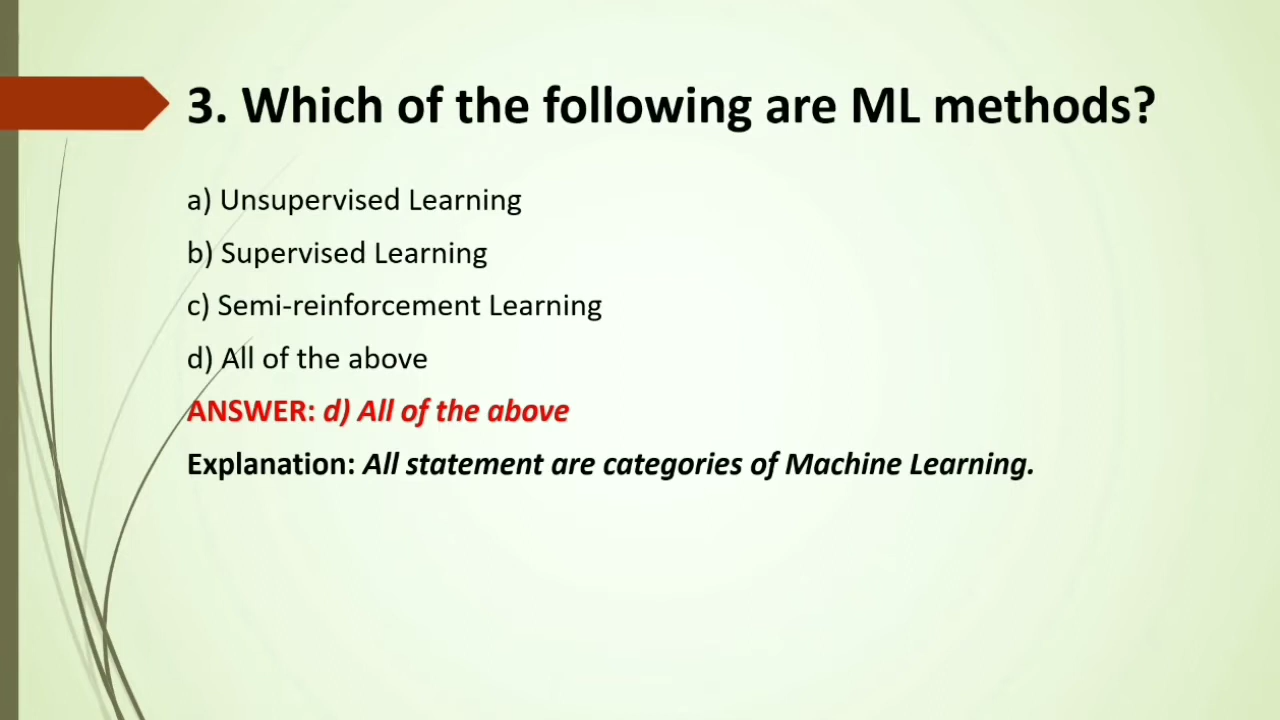 3. Which of the following are ML methods?
a) Unsupervised Learning
b) Supervised Learning
c) Semi-reinforcement Learning
d) All of the above
ANSWER: d) All of the above
Explanation: All statement are categories of Machine Learning.